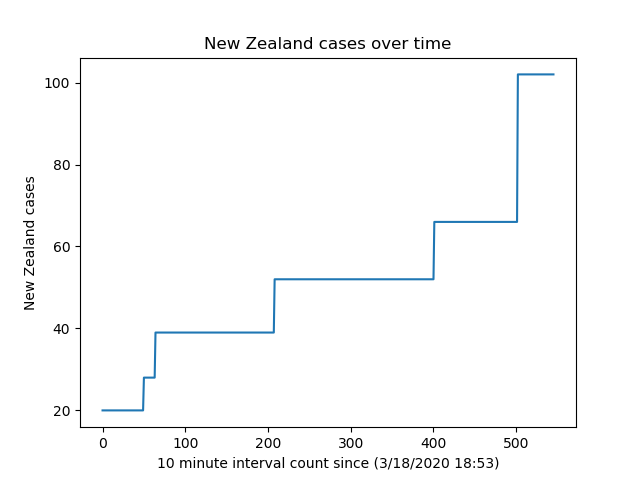 New Zealand cases over time
100
80
60
40
20
New Zealand cases
0 100 200 300 400 500
10 minute interval count since (3/18/2020 18:53)